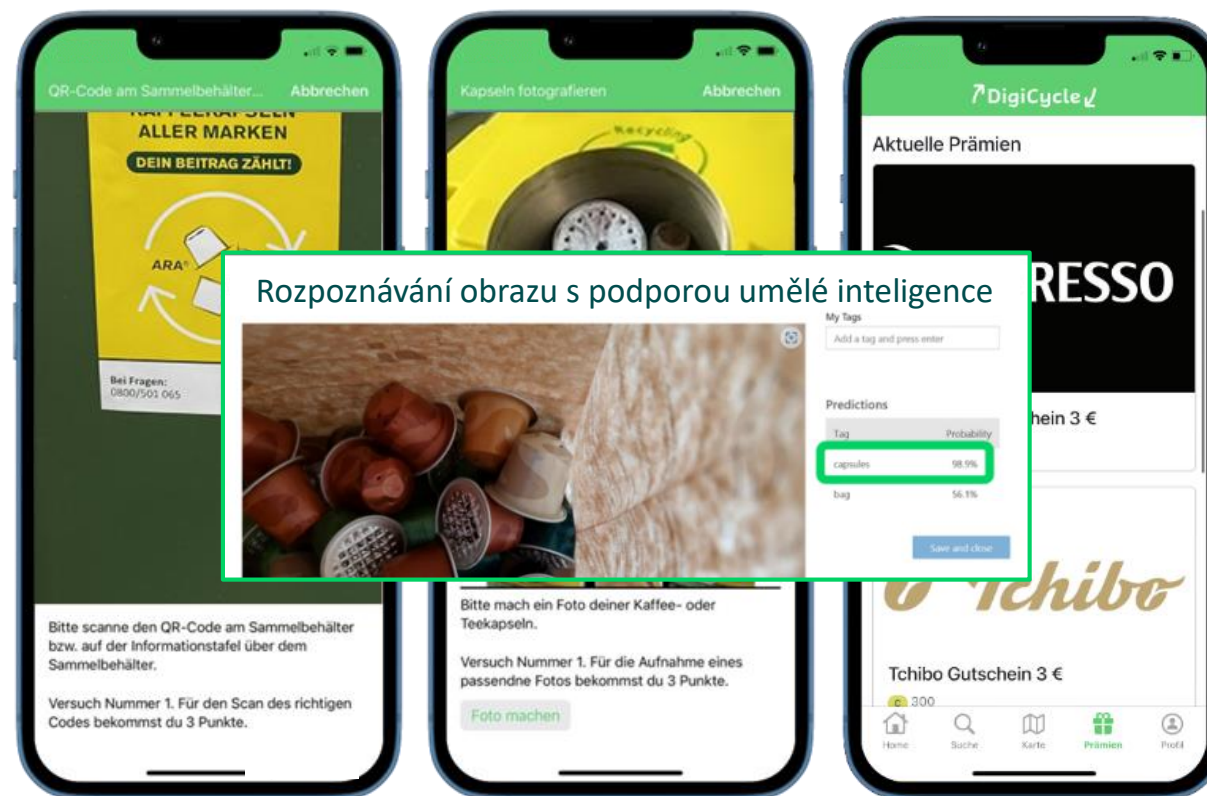 QR-Code am Sammelbehälter... Abbrechen
ALLER MARKEN
DEIN BEITRAG ZÄHLT!
ARA®
Bei Fragen:
0800/501 065
Bitte scanne den QR-Code am Sammelbehälter
bzw. auf der Informationstafel über dem
Sammelbehälter.
Versuch Nummer 1. Für den Scan des richtigen
Codes bekommst du 3 Punkte.
Kapseln fotografieren Abbrechen
Recycling
Rozpoznávání obrazu s podporou umělé inteligence
My Tags
Add a tag and press enter
Predictions
Tag Probability
capsules 98.9%
bag 56.1%
Save and close
Bitte mach ein Foto deiner Kaffee- oder
Teekapseln.
Versuch Nummer 1. Für die Aufnahme eines
passendne Fotos bekommst du 3 Punkte.
Foto machen
DigiCycle
Aktuelle Prämien
RESSO
hein 3 €
Tchibo
Tchibo Gutschein 3 €
C 300
Home Suche Karte Prämien Profil